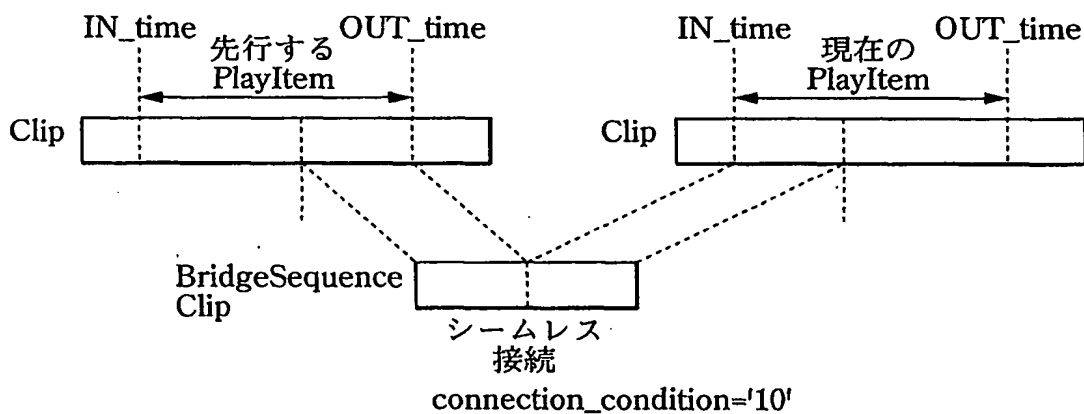 IN_time
OUT_time
IN_time
OUT_time
先行する
PlayItem
現在の
PlayItem
Clip
Clip
BridgeSequence
Clip
シームレス
接続
connection_condition='10'